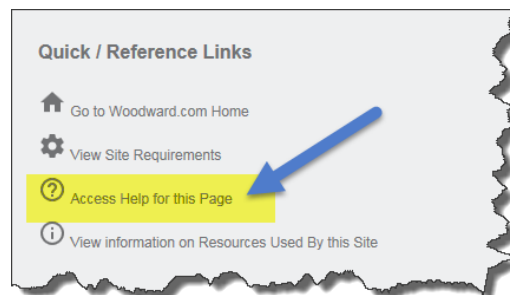 Quick / Reference Links
Go to Woodward.com Home
View Site Requirements
Access Help for this Page
View information on Resources Used By this Site